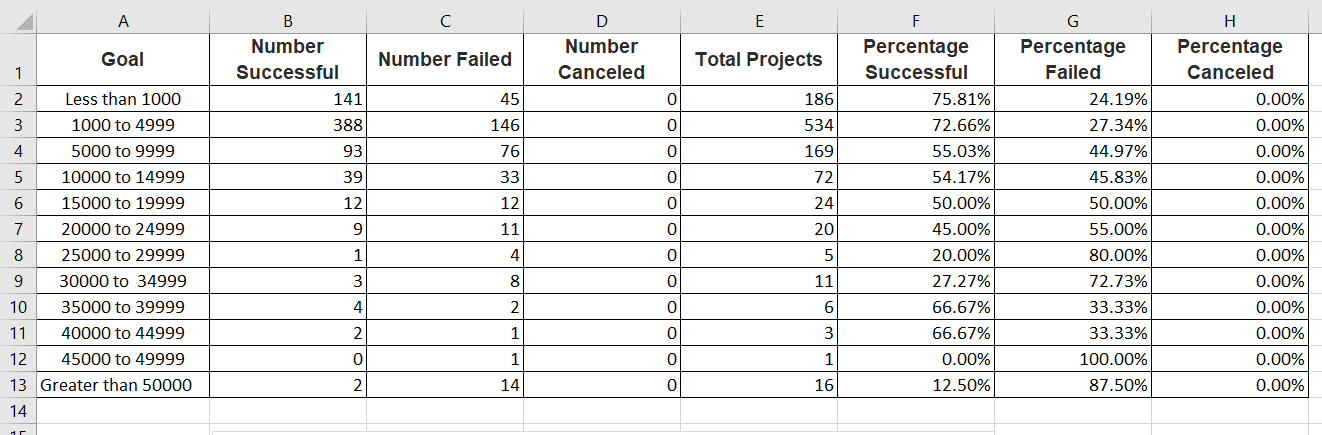 A B C D E F G H
1 Goal Number Successful Number Failed Number Canceled Total Projects Percentage Successful Percentage Failed Percentage Canceled
2 Less than 1000 141 45 0 186 75.81% 24.19% 0.00%
3 1000 to 4999 388 146 0 534 72.66% 27.34% 0.00%
4 5000 to 9999 93 76 0 169 55.03% 44.97% 0.00%
5 10000 to 14999 39 33 0 72 54.17% 45.83% 0.00%
6 15000 to 19999 12 12 0 24 50.00% 50.00% 0.00%
7 20000 to 24999 9 11 0 20 45.00% 55.00% 0.00%
8 25000 to 29999 1 4 0 5 20.00% 80.00% 0.00%
9 30000 to  34999 3 8 0 11 27.27% 72.73% 0.00%
10 35000 to 39999 4 2 0 6 66.67% 33.33% 0.00%
11 40000 to 44999 2 1 0 3 66.67% 33.33% 0.00%
12 45000 to 49999 0 1 0 1 0.00% 100.00% 0.00%
13 Greater than 50000 2 14 0 16 12.50% 87.50% 0.00%
14